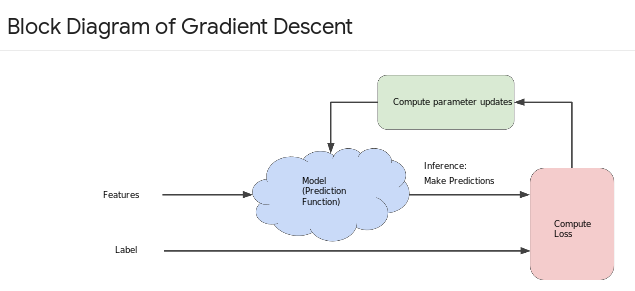 Block Diagram of Gradient Descent
Compute parameter updates
Inference:
Make Predictions
Model
(Prediction
Function)
Features
Compute
Loss
Label